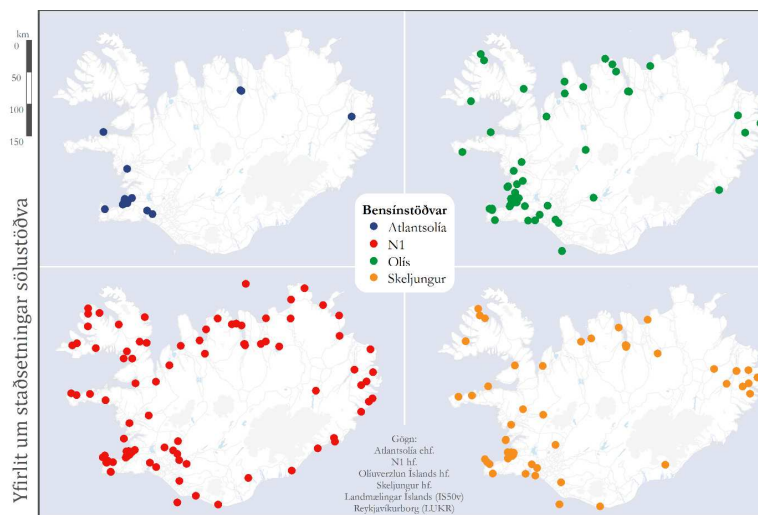 Yfirlit um staðsetningar sölustöðva
km
0
50
100
150
Bensínstöðvar
Atlantsolía
N1
Olís
Skeljungur
Gögn:
Atlantsolía ehf.
N1 hf.
Olíuverzlun Íslands hf.
Skeljungur hf.
Landmælingar Íslands (IS50v)
Reykjavíkurborg (LUKR)